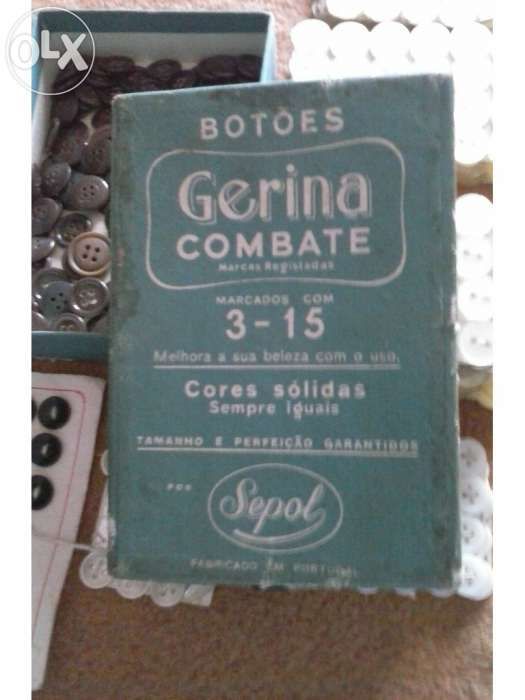 OLX
BOTÕES
Gerina
COMBATE
Marcas Registadas
MARCADOS COM
3-15
Melhora a sua beleza com o uso.
Cores sólidas
Sempre iguais
TAMANHO E PERFEIÇÃO GARANTIDOS
POR
Sepol
FABRICADO EM PORTUGAL